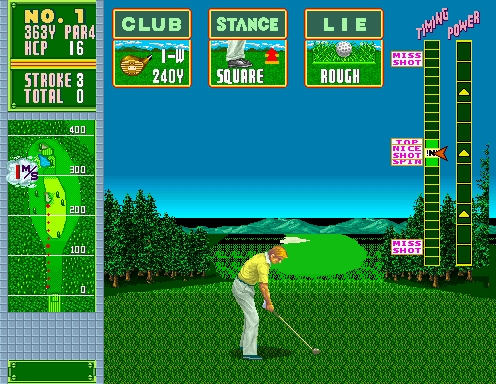 NO. 1
363Y PAR4
HCP 16
STROKE 3
TOTAL 0
CLUB
1-W
240Y
STANCE
SQUARE
LIE
ROUGH
TIMING
POWER
MISS
SHOT
TOP
NICE
SHOT
SPIN
MISS
SHOT
400
300
1M/S
200
100
0